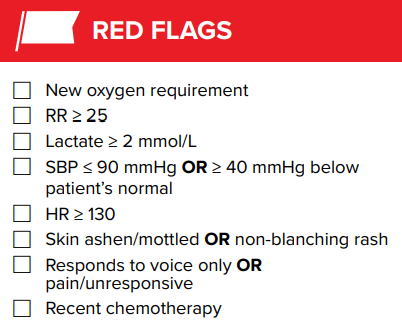 RED FLAGS
New oxygen requirement
RR ≥ 25
Lactate ≥ 2 mmol/L
SBP ≤ 90 mmHg OR ≥ 40 mmHg below
patient's normal
HR ≥ 130
Skin ashen/mottled OR non-blanching rash
Responds to voice only OR
pain/unresponsive
Recent chemotherapy